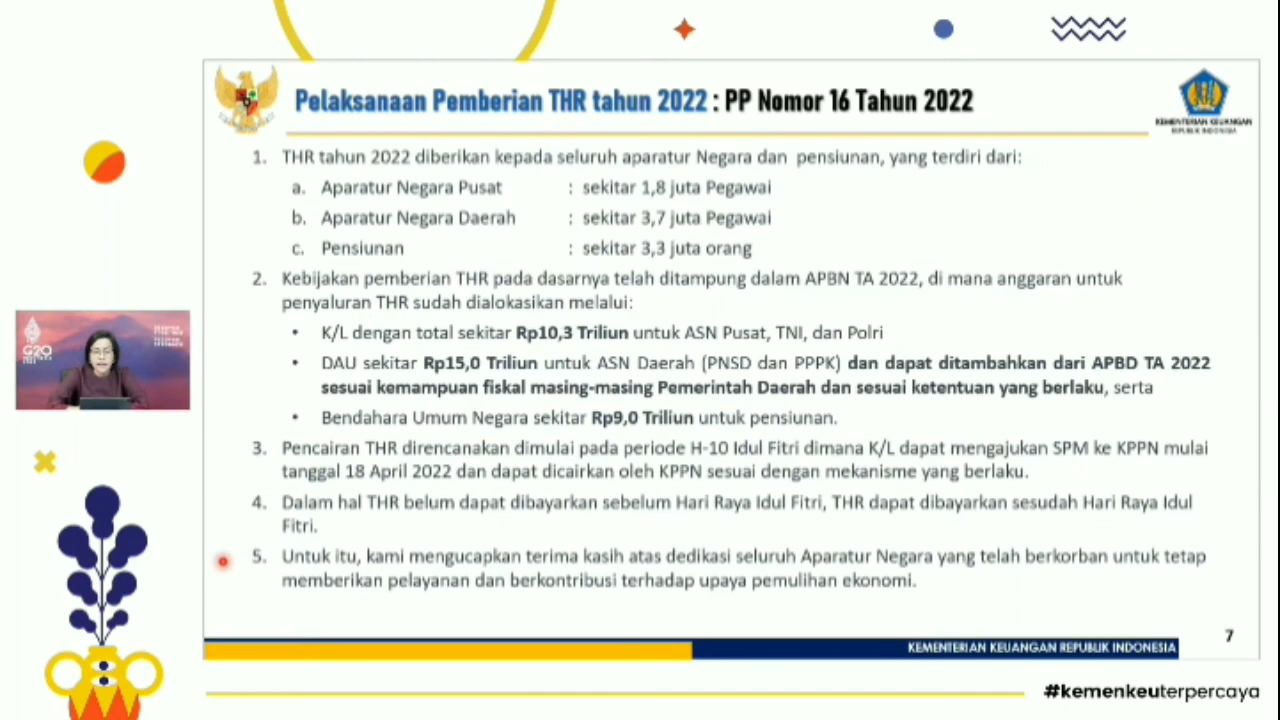 Pelaksanaan Pemberian THR tahun 2022 : PP Nomor 16 Tahun 2022
KEMENTERIAN KEUANGAN
REPUBLIK INDONESIA
1. THR tahun 2022 diberikan kepada seluruh aparatur Negara dan pensiunan, yang terdiri dari:
a. Aparatur Negara Pusat : sekitar 1,8 juta Pegawai
b. Aparatur Negara Daerah : sekitar 3,7 juta Pegawai
c. Pensiunan : sekitar 3,3 juta orang
2. Kebijakan pemberian THR pada dasarnya telah ditampung dalam APBN TA 2022, di mana anggaran untuk
penyaluran THR sudah dialokasikan melalui:
• K/L dengan total sekitar Rp10,3 Triliun untuk ASN Pusat, TNI, dan Polri
• DAU sekitar Rp15,0 Triliun untuk ASN Daerah (PNSD dan PPPK) dan dapat ditambahkan dari APBD TA 2022
sesuai kemampuan fiskal masing-masing Pemerintah Daerah dan sesuai ketentuan yang berlaku, serta
• Bendahara Umum Negara sekitar Rp9,0 Triliun untuk pensiunan.
3. Pencairan THR direncanakan dimulai pada periode H-10 Idul Fitri dimana K/L dapat mengajukan SPM ke KPPN mulai
tanggal 18 April 2022 dan dapat dicairkan oleh KPPN sesuai dengan mekanisme yang berlaku.
4. Dalam hal THR belum dapat dibayarkan sebelum Hari Raya Idul Fitri, THR dapat dibayarkan sesudah Hari Raya Idul
Fitri.
5. Untuk itu, kami mengucapkan terima kasih atas dedikasi seluruh Aparatur Negara yang telah berkorban untuk tetap
memberikan pelayanan dan berkontribusi terhadap upaya pemulihan ekonomi.
G20
7
KEMENTERIAN KEUANGAN REPUBLIK INDONESIA
#kemenkeuterpercaya